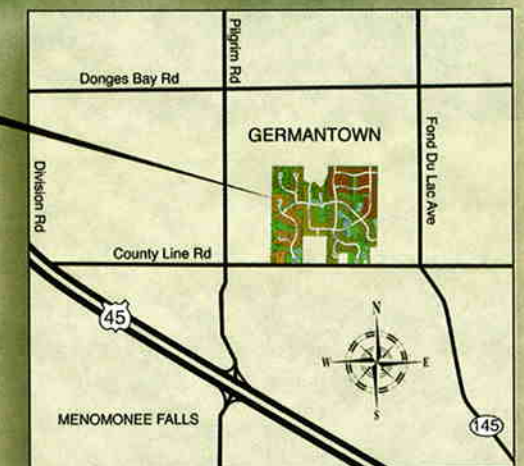 Pilgrim Rd
Donges Bay Rd
GERMANTOWN
Fond Du Lac Ave
Division Rd
County Line Rd
45
N
W
E
S
MENOMONEE FALLS
145